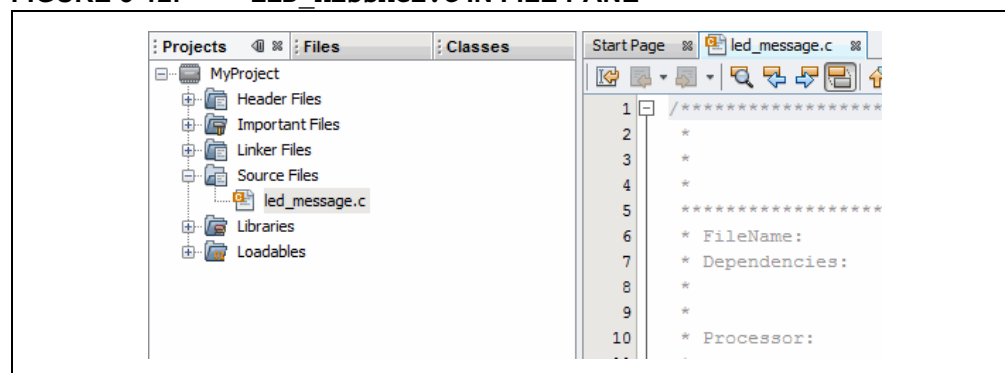 Projects Files Classes
MyProject
Header Files
Important Files
Linker Files
Source Files
led_message.c
Libraries
Loadables
Start Page led_message.c
1 /*******************
2 *
3 *
4 *
5 *******************
6 * FileName:
7 * Dependencies:
8 *
9 *
10 * Processor: